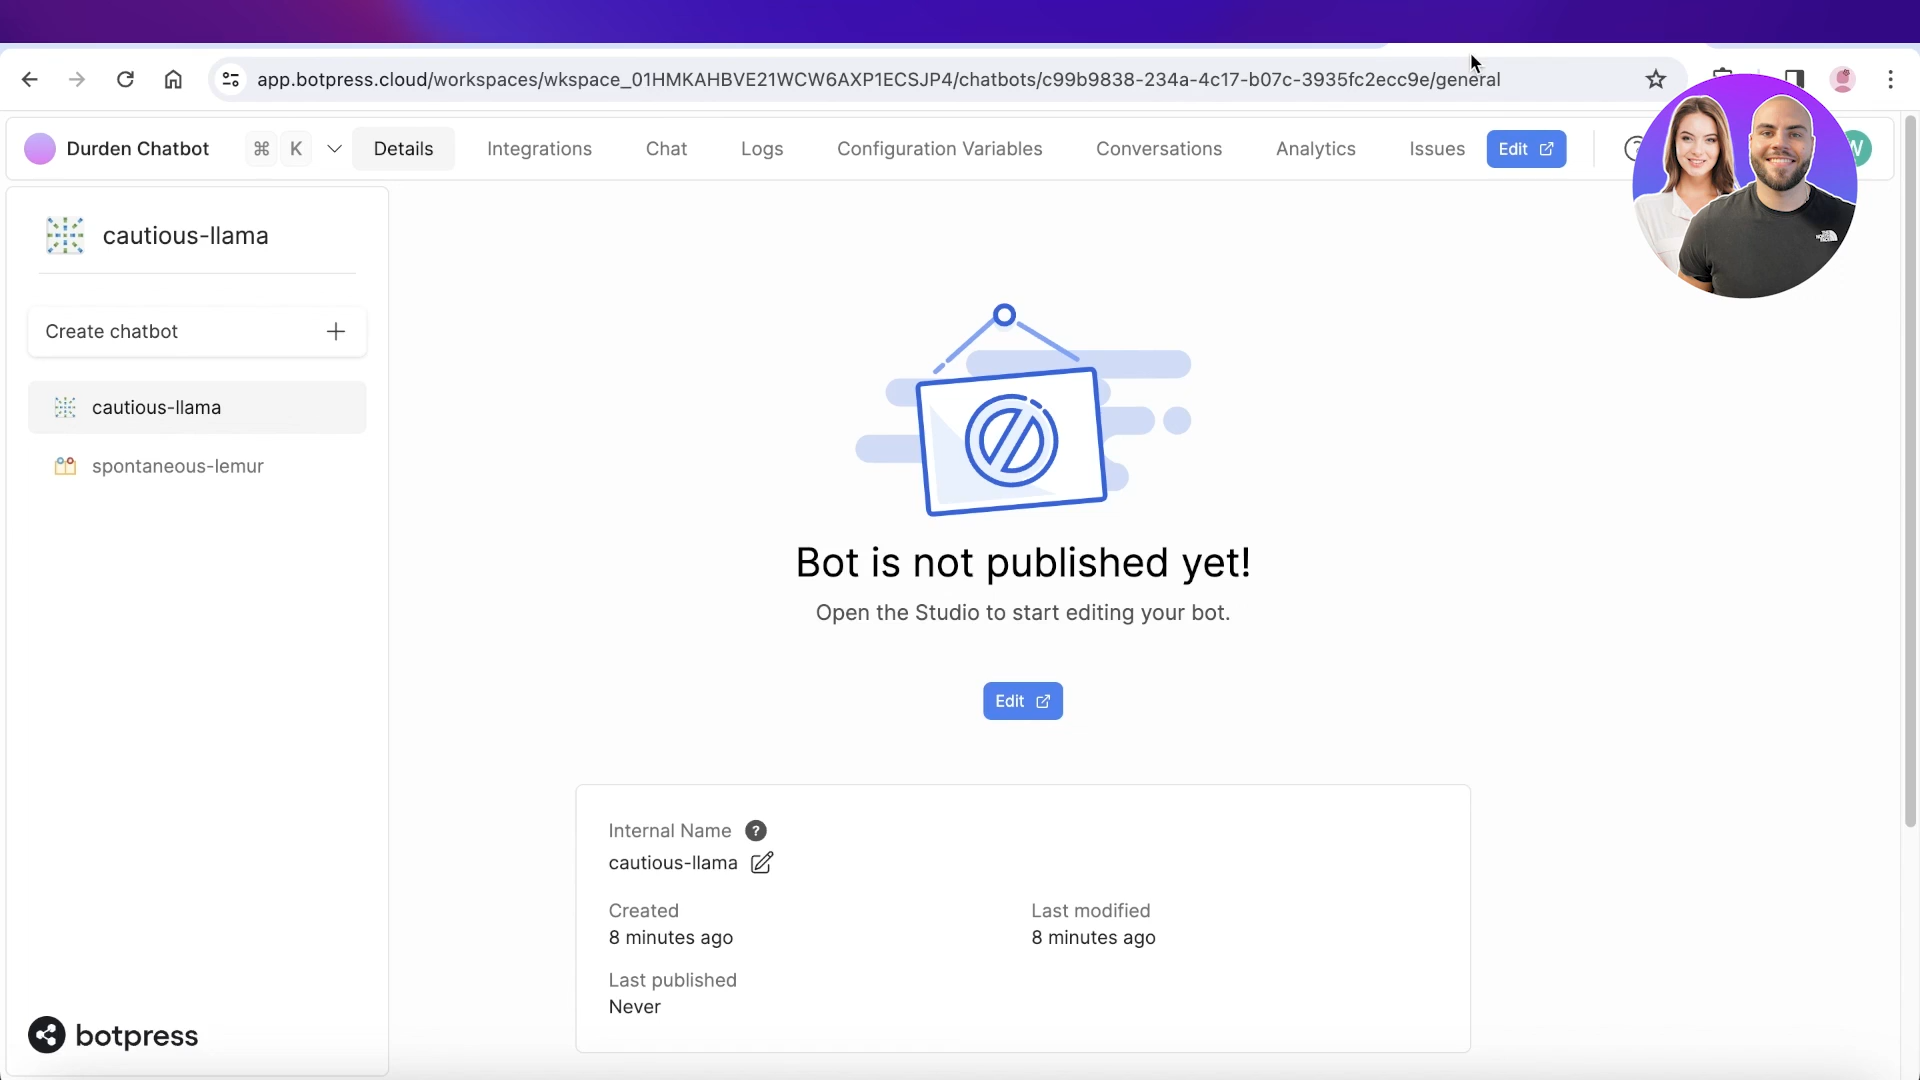 app.botpress.cloud/workspaces/wkspace_01HMKAHBVE21WCW6AXP1ECSJP4/chatbots/c99b9838-234a-4c17-b07c-3935fc2ecc9e/general
Durden Chatbot ⌘ K Details Integrations Chat Logs Configuration Variables Conversations Analytics Issues Edit ? W
cautious-llama
Create chatbot
cautious-llama
spontaneous-lemur
Bot is not published yet!
Open the Studio to start editing your bot.
Edit
Internal Name ?
cautious-llama
Created Last modified
8 minutes ago 8 minutes ago
Last published
Never
botpress